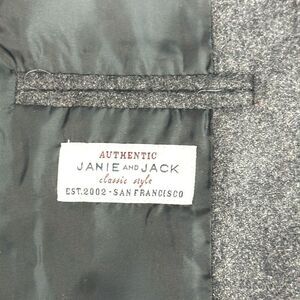 AUTHENTIC
JANIE AND JACK
classic style
EST.2002 - SAN FRANCISCO